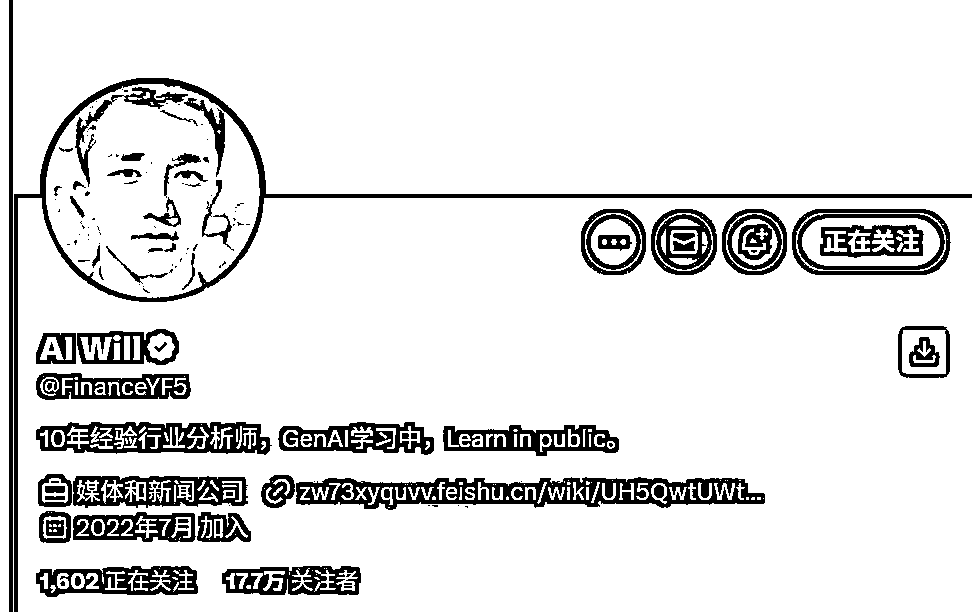 正在关注
AI Will
@FinanceYF5
10年经验行业分析师，GenAI学习中，Learn in public。
媒体和新闻公司 zw73xyquvv.feishu.cn/wiki/UH5QwtUWt...
2022年7月 加入
1,602 正在关注 17.7万 关注者